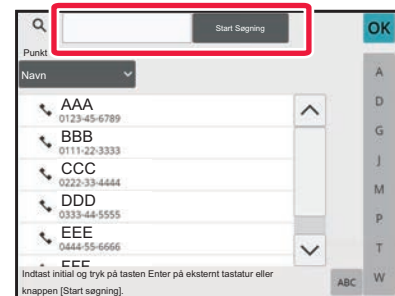 Start Søgning
OK
Punkt
Navn
A
AAA
0123-45-6789
D
BBB
0111-22-3333
G
CCC
0222-33-4444
J
DDD
0333-44-5555
M
EEE
0444-55-6666
P
EEE
T
Indtast initial og tryk på tasten Enter på eksternt tastatur eller
knappen [Start søgning].
ABC
W